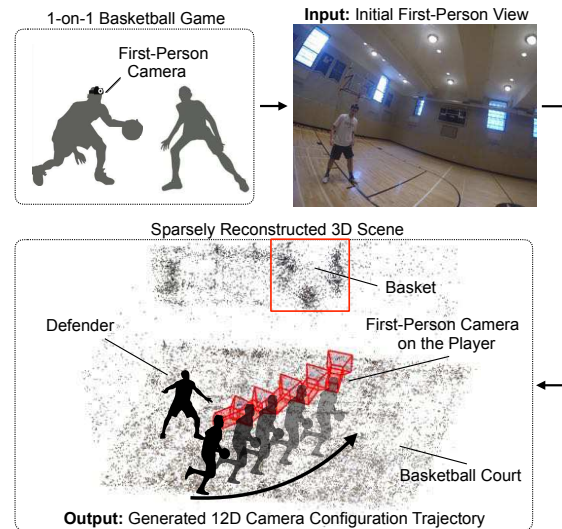 1-on-1 Basketball Game
First-Person
Camera
Input: Initial First-Person View
Sparsely Reconstructed 3D Scene
Basket
Defender
First-Person Camera
on the Player
Basketball Court
Output: Generated 12D Camera Configuration Trajectory